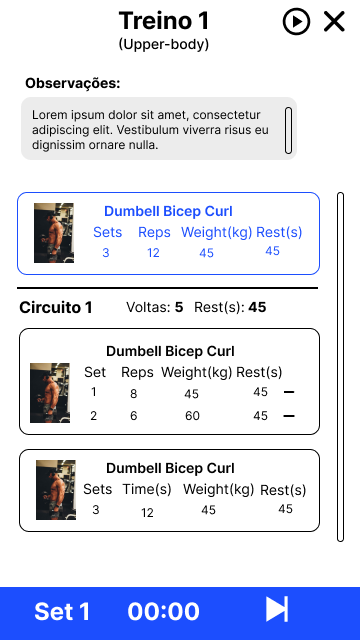 Treino 1
(Upper-body)
Observações:
Lorem ipsum dolor sit amet, consectetur
adipiscing elit. Vestibulum viverra risus eu
dignissim ornare nulla.
Dumbell Bicep Curl
Sets Reps Weight(kg) Rest(s)
3 12 45 45
Circuito 1 Voltas: 5 Rest(s): 45
Dumbell Bicep Curl
Set Reps Weight(kg) Rest(s)
1 8 45 45
2 6 60 45
Dumbell Bicep Curl
Sets Time(s) Weight(kg) Rest(s)
3 12 45 45
Set 1 00:00